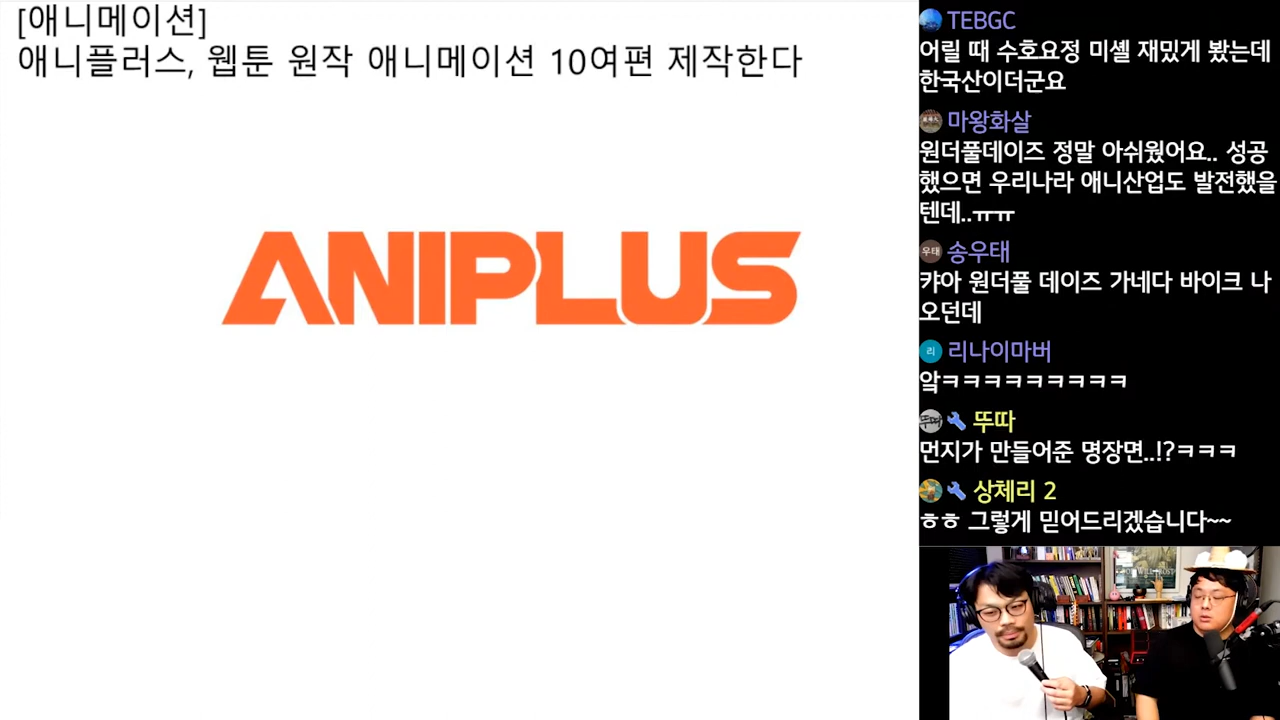 [애니메이션]
애니플러스, 웹툰 원작 애니메이션 10여편 제작한다
ANIPLUS
TEBGC
어릴 때 수호요정 미셸 재밌게 봤는데
한국산이더군요
마왕화살
원더풀데이즈 정말 아쉬웠어요.. 성공
했으면 우리나라 애니산업도 발전했을
텐데..ㅠㅠ
우태
송우태
캬아 원더풀 데이즈 가네다 바이크 나
오던데
리
리나이마버
앜ㅋㅋㅋㅋㅋㅋㅋㅋㅋ
뚜따
먼지가 만들어준 명장면..!?ㅋㅋㅋ
상체리 2
ㅎㅎ 그렇게 믿어드리겠습니다~~